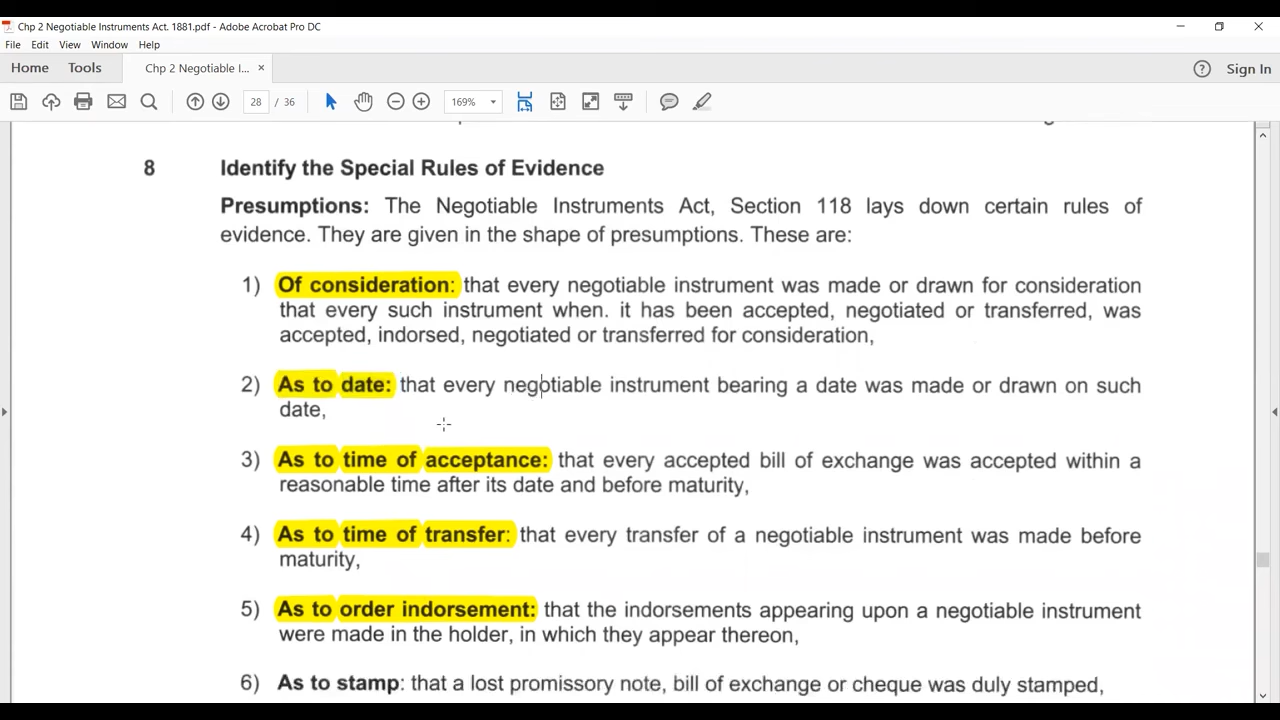 Chp 2 Negotiable Instruments Act. 1881.pdf - Adobe Acrobat Pro DC
File Edit View Window Help
Home Tools Chp 2 Negotiable I... × Sign In
28 / 36 169%
8 Identify the Special Rules of Evidence
Presumptions: The Negotiable Instruments Act, Section 118 lays down certain rules of
evidence. They are given in the shape of presumptions. These are:
1) Of consideration: that every negotiable instrument was made or drawn for consideration
that every such instrument when. it has been accepted, negotiated or transferred, was
accepted, indorsed, negotiated or transferred for consideration,
2) As to date: that every negotiable instrument bearing a date was made or drawn on such
date,
3) As to time of acceptance: that every accepted bill of exchange was accepted within a
reasonable time after its date and before maturity,
4) As to time of transfer: that every transfer of a negotiable instrument was made before
maturity,
5) As to order indorsement: that the indorsements appearing upon a negotiable instrument
were made in the holder, in which they appear thereon,
6) As to stamp: that a lost promissory note, bill of exchange or cheque was duly stamped,